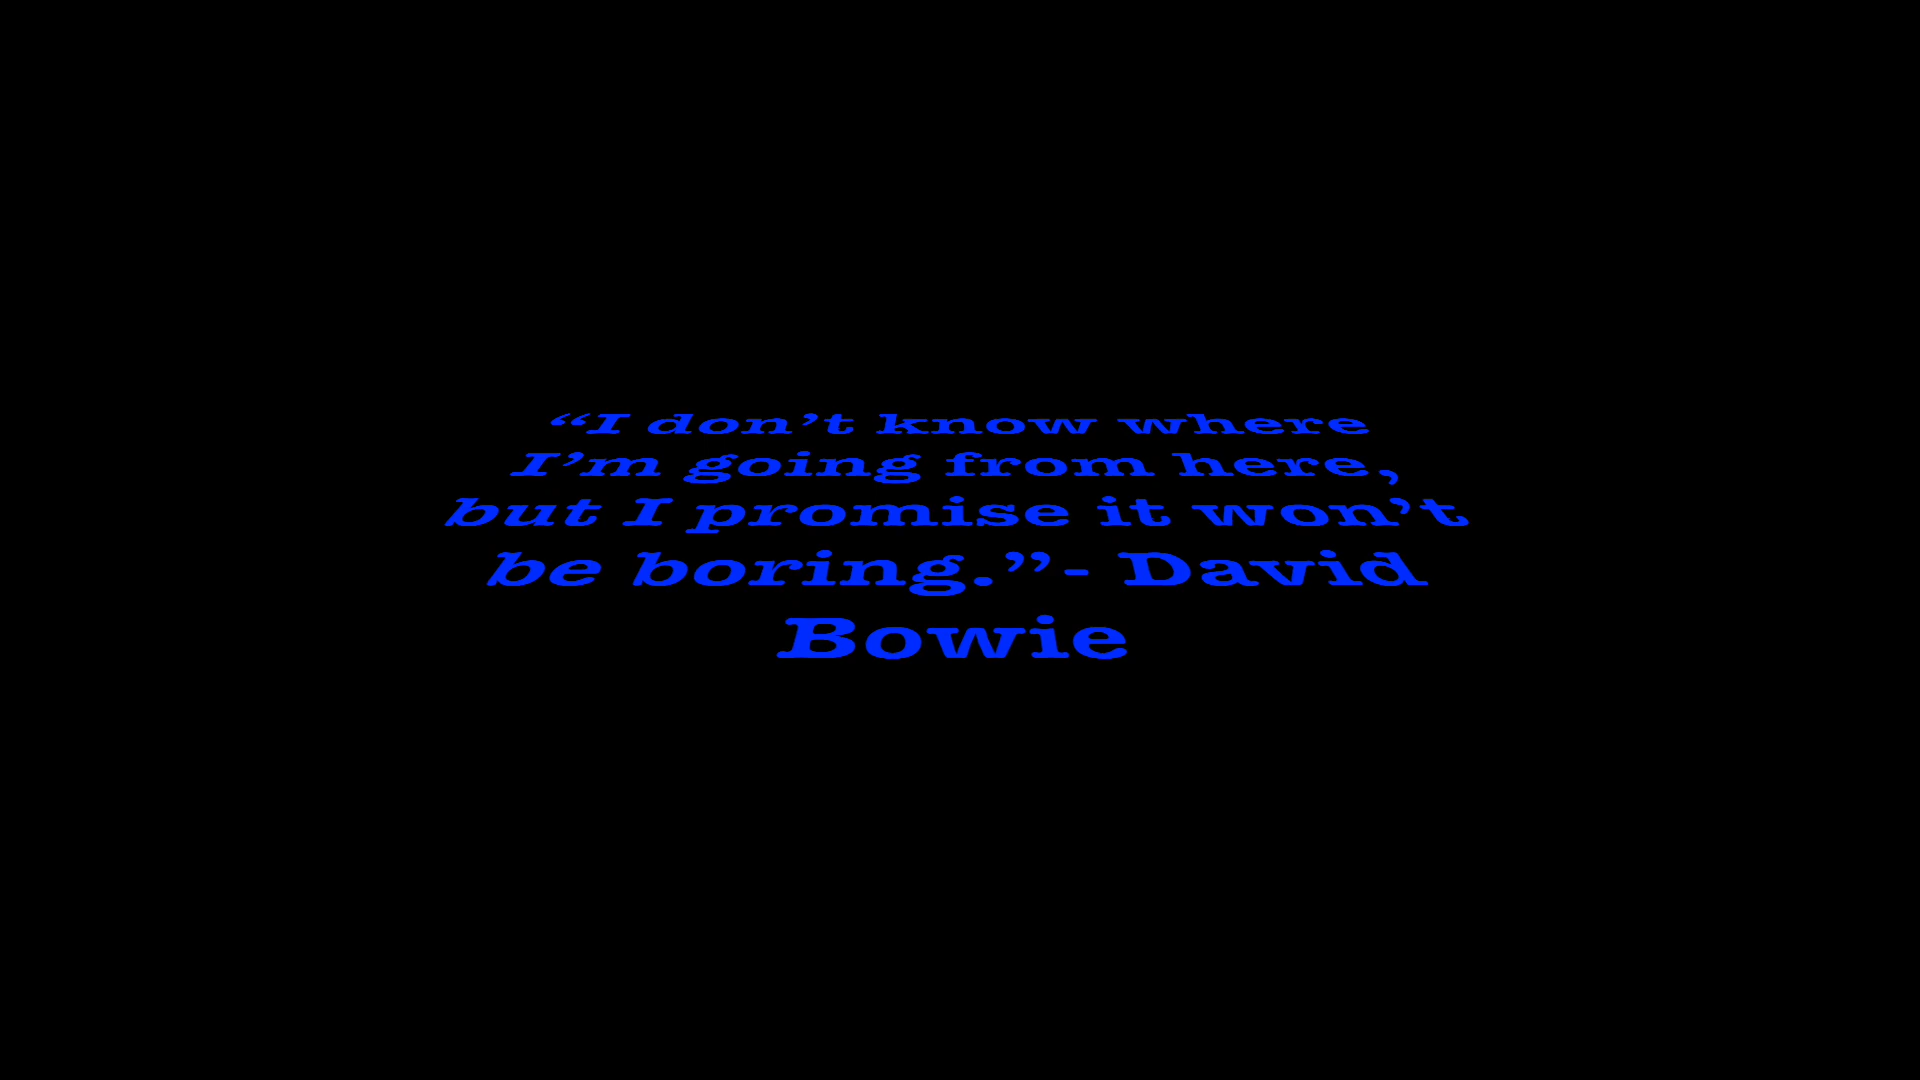 “I don’t know where
I’m going from here,
but I promise it won’t
be boring.”- David
Bowie